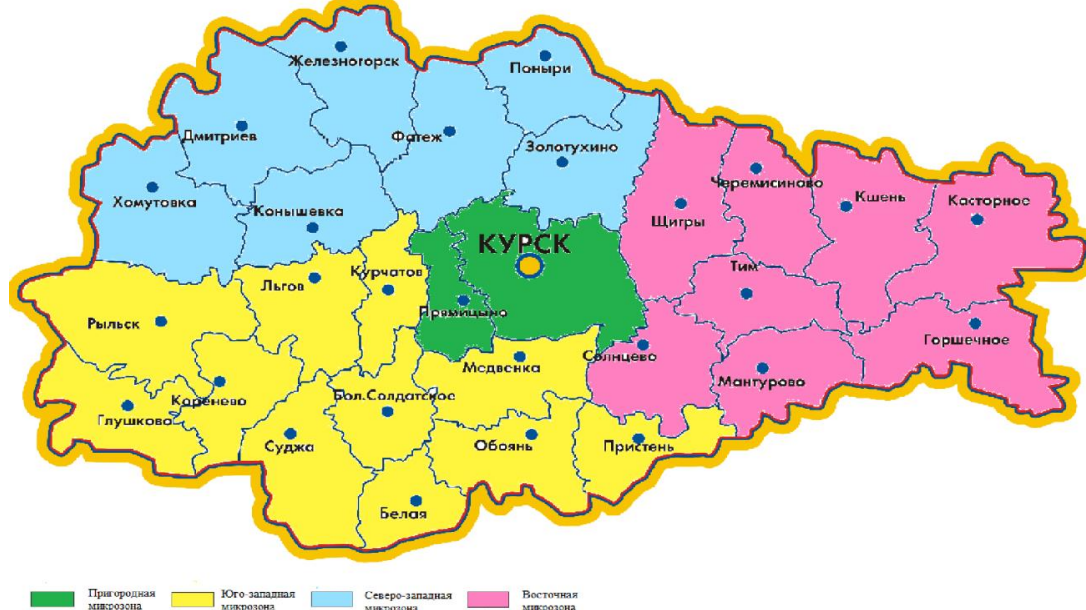 Железногорск
Поныри
Дмитриев
Фатеж
Золотухино
Черемисиново
Хомутовка
Конышевка
Щигры
Кшень
Касторное
КУРСК
Курчатов
Тим
Льгов
Прямицыно
Рыльск
Горшечное
Солнцево
Медвенка
Мантурово
Бол.Солдатское
Коренево
Глушково
Суджа
Обоянь
Пристень
Белая
Пригородная
микрозона
Юго-западная
микрозона
Северо-западная
микрозона
Восточная
микрозона